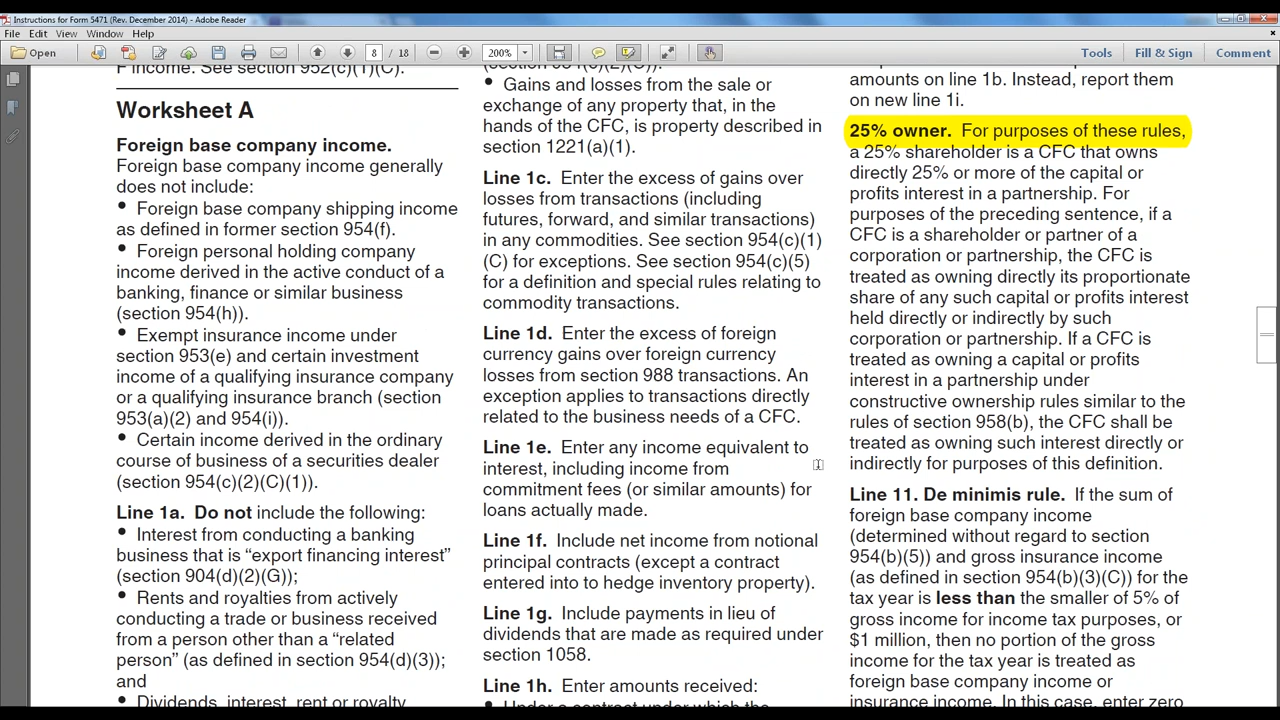 Instructions for Form 5471 (Rev. December 2014) - Adobe Reader
File Edit View Window Help
Open 8 / 18 200% Tools Fill & Sign Comment
F income. See section 952(c)(1)(C).
Worksheet A
Foreign base company income.
Foreign base company income generally
does not include:
• Foreign base company shipping income
as defined in former section 954(f).
• Foreign personal holding company
income derived in the active conduct of a
banking, finance or similar business
(section 954(h)).
• Exempt insurance income under
section 953(e) and certain investment
income of a qualifying insurance company
or a qualifying insurance branch (section
953(a)(2) and 954(i)).
• Certain income derived in the ordinary
course of business of a securities dealer
(section 954(c)(2)(C)(1)).
Line 1a. Do not include the following:
• Interest from conducting a banking
business that is “export financing interest”
(section 904(d)(2)(G));
• Rents and royalties from actively
conducting a trade or business received
from a person other than a “related
person” (as defined in section 954(d)(3));
and
• Dividends, interest, rent or royalty
• Gains and losses from the sale or
exchange of any property that, in the
hands of the CFC, is property described in
section 1221(a)(1).
Line 1c. Enter the excess of gains over
losses from transactions (including
futures, forward, and similar transactions)
in any commodities. See section 954(c)(1)
(C) for exceptions. See section 954(c)(5)
for a definition and special rules relating to
commodity transactions.
Line 1d. Enter the excess of foreign
currency gains over foreign currency
losses from section 988 transactions. An
exception applies to transactions directly
related to the business needs of a CFC.
Line 1e. Enter any income equivalent to
interest, including income from
commitment fees (or similar amounts) for
loans actually made.
Line 1f. Include net income from notional
principal contracts (except a contract
entered into to hedge inventory property).
Line 1g. Include payments in lieu of
dividends that are made as required under
section 1058.
Line 1h. Enter amounts received:
• Under a contract under which the
amounts on line 1b. Instead, report them
on new line 1i.
25% owner. For purposes of these rules,
a 25% shareholder is a CFC that owns
directly 25% or more of the capital or
profits interest in a partnership. For
purposes of the preceding sentence, if a
CFC is a shareholder or partner of a
corporation or partnership, the CFC is
treated as owning directly its proportionate
share of any such capital or profits interest
held directly or indirectly by such
corporation or partnership. If a CFC is
treated as owning a capital or profits
interest in a partnership under
constructive ownership rules similar to the
rules of section 958(b), the CFC shall be
treated as owning such interest directly or
indirectly for purposes of this definition.
Line 11. De minimis rule. If the sum of
foreign base company income
(determined without regard to section
954(b)(5)) and gross insurance income
(as defined in section 954(b)(3)(C)) for the
tax year is less than the smaller of 5% of
gross income for income tax purposes, or
$1 million, then no portion of the gross
income for the tax year is treated as
foreign base company income or
insurance income. In this case, enter zero